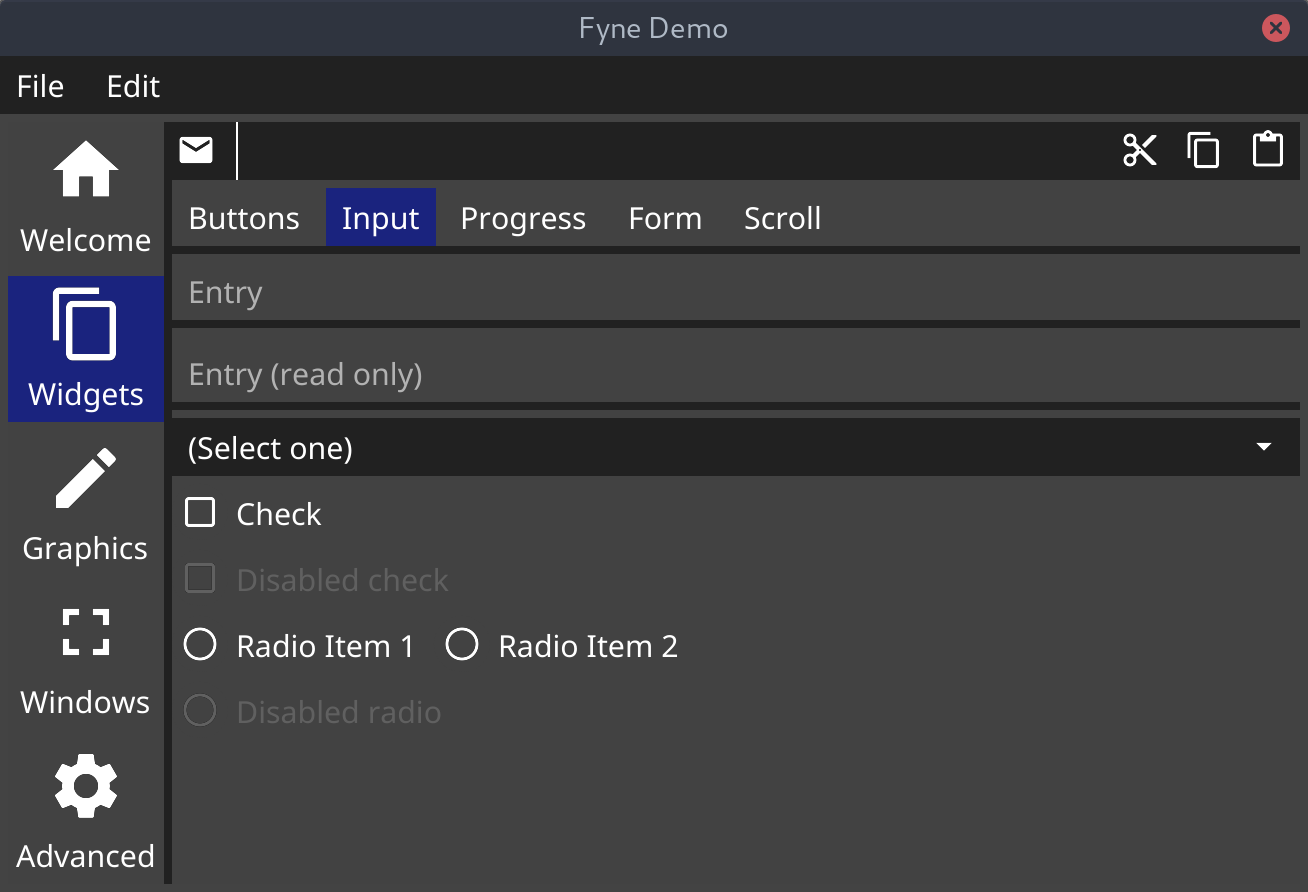 Fyne Demo
File Edit
Welcome
Widgets
Graphics
Windows
Advanced
Buttons Input Progress Form Scroll
Entry
Entry (read only)
(Select one)
Check
Disabled check
Radio Item 1 Radio Item 2
Disabled radio